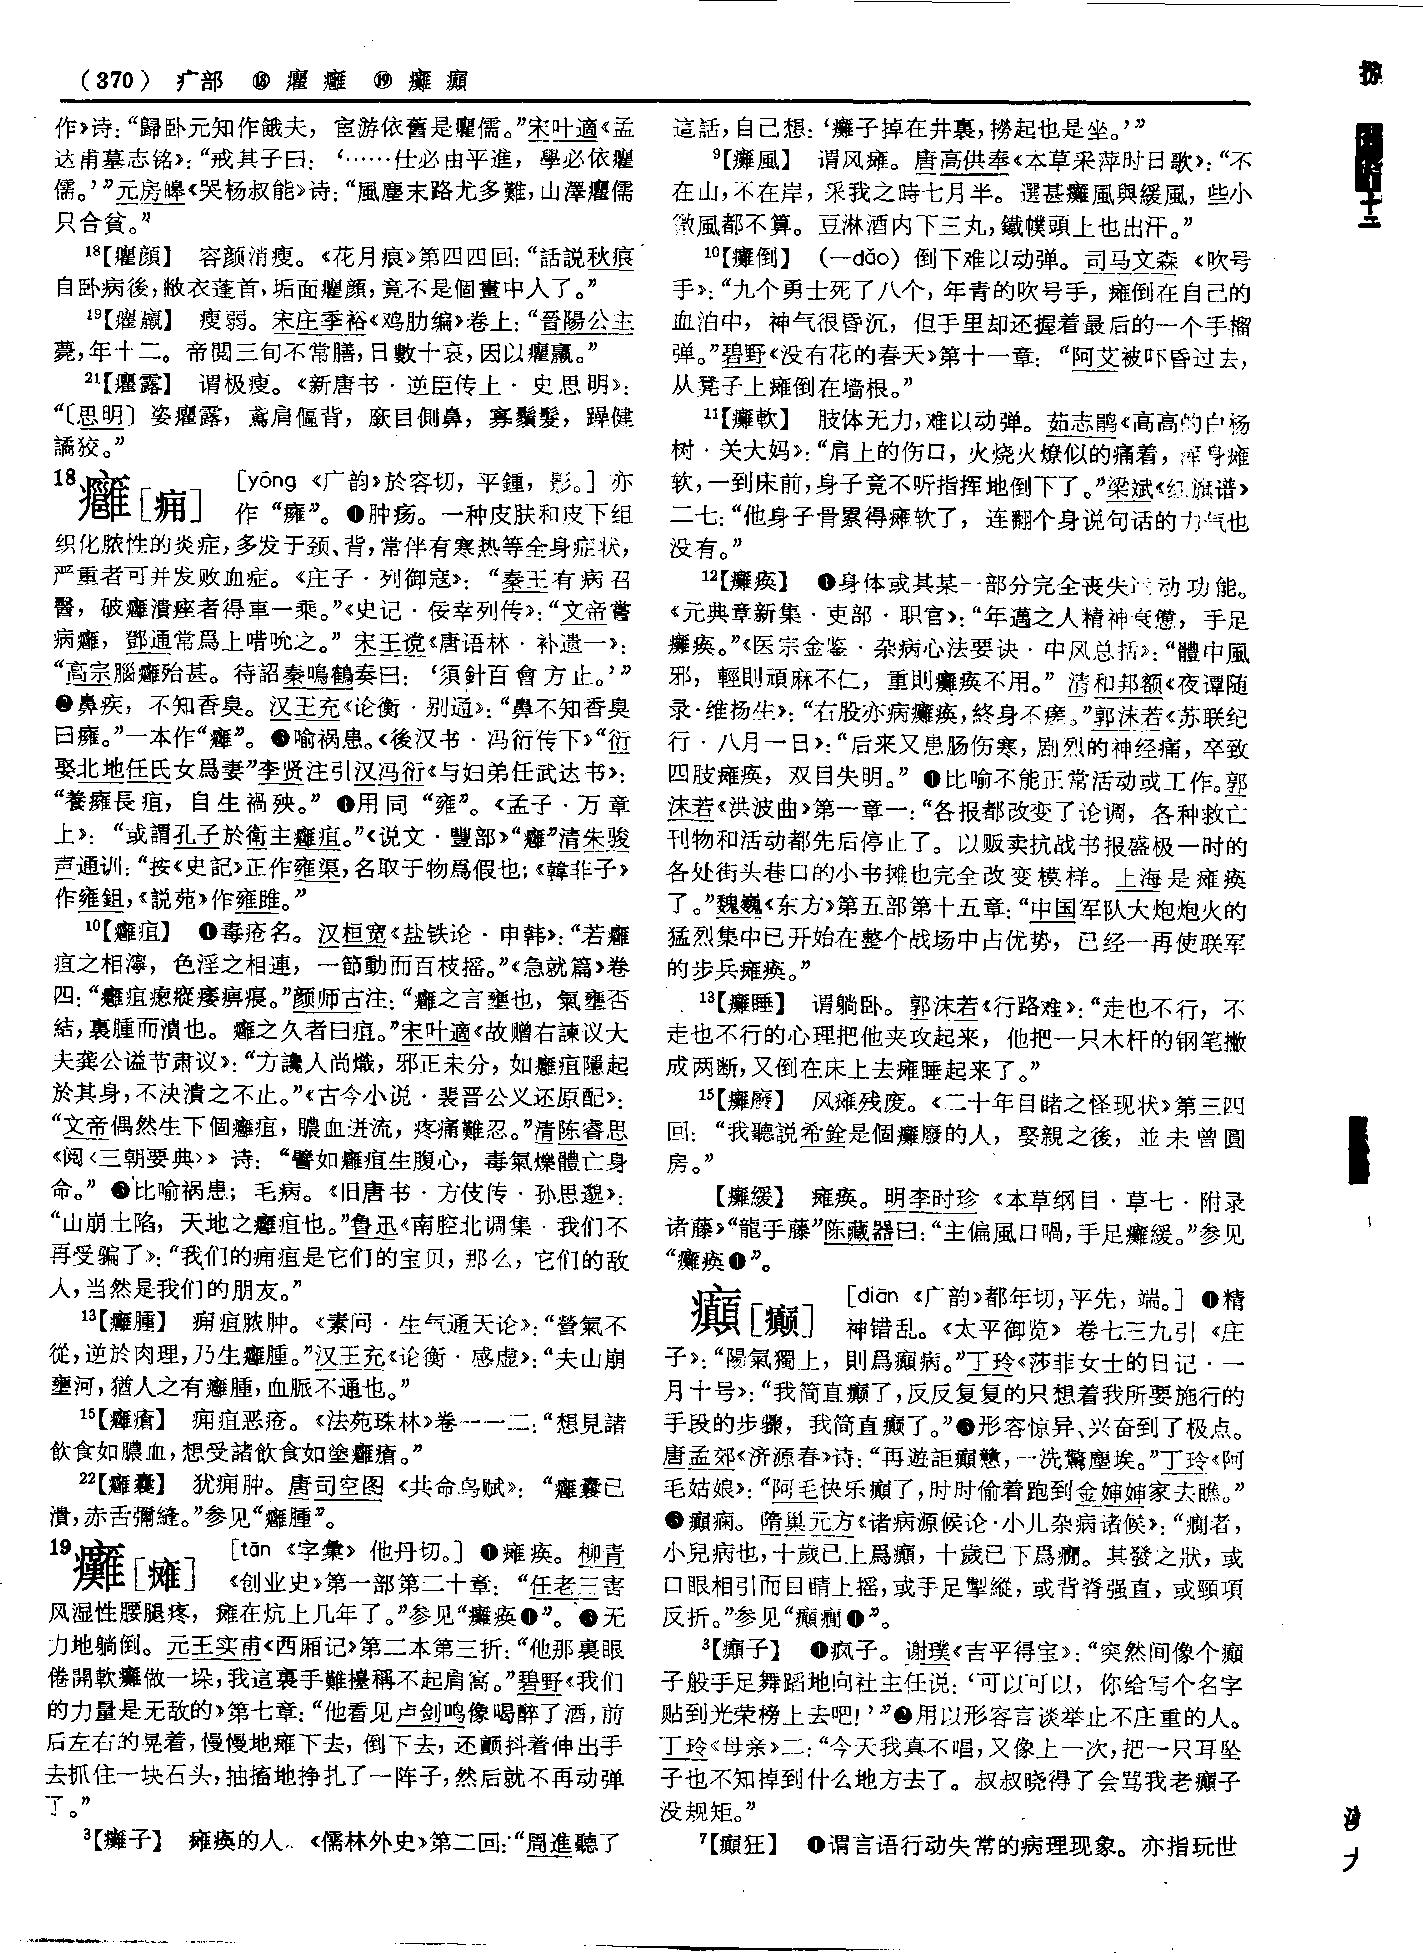 (370) 疒部 ⑱ 癯 癰 ⑲ 癱 癲
作》诗：“歸卧元知作餓夫，宦游依舊是癯儒。”宋叶適《孟
达甫墓志铭》：“戒其子曰：‘……仕必由平進，學必依癯
儒。’”元房皞《哭杨叔能》诗：“風塵末路尤多難，山澤癯儒
只合貧。”
18【癯顔】 容颜消瘦。《花月痕》第四四回：“話説秋痕
自卧病後，敝衣蓬首，垢面癯顔，竟不是個畫中人了。”
19【癯羸】 瘦弱。宋庄季裕《鸡肋编》卷上：“晉陽公主
薨，年十二。帝閲三旬不常膳，日數十哀，因以癯羸。”
21【癯露】 谓极瘦。《新唐书·逆臣传上·史思明》：
“〔思明〕姿癯露，鳶肩傴背，廞目側鼻，寡鬚髮，躁健
譎狡。”
18癰［痈］ ［yōng《广韵》於容切，平鍾，影。］亦
作“癕”。❶肿疡。一种皮肤和皮下组
织化脓性的炎症，多发于颈、背，常伴有寒热等全身症状，
严重者可并发败血症。《庄子·列御寇》：“秦王有病召
醫，破癰潰痤者得車一乘。”《史记·佞幸列传》：“文帝嘗
病癰，鄧通常爲上唶吮之。”宋王谠《唐语林·补遗一》：
“高宗腦癰殆甚。待詔秦鳴鶴奏曰：‘須針百會方止。’”
❷鼻疾，不知香臭。汉王充《论衡·别通》：“鼻不知香臭
曰癕。”一本作“癰”。❸喻祸患。《後汉书·冯衍传下》“衍
娶北地任氏女爲妻”李贤注引汉冯衍《与妇弟任武达书》：
“養癕長疽，自生禍殃。”❹用同“雍”。《孟子·万章
上》：“或謂孔子於衛主癰疽。”《说文·疒部》“癰”清朱骏
声通训：“按《史記》正作雍渠，名取于物爲假也；《韓非子》
作雍鉏，《説苑》作雍雎。”
10【癰疽】 ❶毒疮名。汉桓宽《盐铁论·申韩》：“若癰
疽之相濘，色淫之相連，一節動而百枝摇。”《急就篇》卷
四：“癰疽瘛瘲痿痹痕。”颜师古注：“癰之言壅也，氣壅否
結，裏腫而潰也。癰之久者曰疽。”宋叶適《故赠右諫议大
夫龚公谥节肃议》：“方讒人尚熾，邪正未分，如癰疽隱起
於其身，不決潰之不止。”《古今小说·裴晋公义还原配》：
“文帝偶然生下個癰疽，膿血迸流，疼痛難忍。”清陈睿思
《阅〈三朝要典〉》诗：“譬如癰疽生腹心，毒氣爍體亡身
命。”❷比喻祸患；毛病。《旧唐书·方伎传·孙思邈》：
“山崩土陷，天地之癰疽也。”鲁迅《南腔北调集·我们不
再受骗了》：“我们的痈疽是它们的宝贝，那么，它们的敌
人，当然是我们的朋友。”
13【癰腫】 痈疽脓肿。《素问·生气通天论》：“營氣不
從，逆於肉理，乃生癰腫。”汉王充《论衡·感虚》：“夫山崩
壅河，猶人之有癰腫，血脈不通也。”
15【癰瘡】 痈疽恶疮。《法苑珠林》卷一一二：“想見諸
飲食如膿血，想受諸飲食如塗癰瘡。”
22【癰囊】 犹痈肿。唐司空图《共命鸟赋》：“癰囊已
潰，赤舌彌縫。”参见“癰腫”。
19癱［瘫］ ［tān《字彙》他丹切。］❶瘫痪。柳青
《创业史》第一部第二十章：“任老三害
风湿性腰腿疼，瘫在炕上几年了。”参见“癱瘓❶”。❷无
力地躺倒。元王实甫《西厢记》第二本第三折：“他那裏眼
倦開軟癱做一垛，我這裏手難擡稱不起肩窩。”碧野《我们
的力量是无敌的》第七章：“他看见卢剑鸣像喝醉了酒，前
后左右的晃着，慢慢地瘫下去，倒下去，还颤抖着伸出手
去抓住一块石头，抽搐地挣扎了一阵子，然后就不再动弹
了。”
3【癱子】 瘫痪的人。《儒林外史》第二回：“周進聽了
這話，自己想：‘癱子掉在井裏，撈起也是坐。’”
9【癱風】 谓风瘫。唐高供奉《本草采萍时日歌》：“不
在山，不在岸，采我之時七月半。選甚癱風與緩風，些小
微風都不算。豆淋酒内下三丸，鐵幞頭上也出汗。”
10【癱倒】 （—dǎo）倒下难以动弹。司马文森《吹号
手》：“九个勇士死了八个，年青的吹号手，瘫倒在自己的
血泊中，神气很昏沉，但手里却还握着最后的一个手榴
弹。”碧野《没有花的春天》第十一章：“阿艾被吓昏过去，
从凳子上瘫倒在墙根。”
11【癱軟】 肢体无力，难以动弹。茹志鹃《高高的白杨
树·关大妈》：“肩上的伤口，火烧火燎似的痛着，浑身瘫
软，一到床前，身子竟不听指挥地倒下了。”梁斌《红旗谱》
二七：“他身子骨累得瘫软了，连翻个身说句话的力气也
没有。”
12【癱瘓】 ❶身体或其某一部分完全丧失运动功能。
《元典章新集·吏部·职官》：“年邁之人精神衰憊，手足
癱瘓。”《医宗金鉴·杂病心法要诀·中风总括》：“體中風
邪，輕則頑麻不仁，重則癱瘓不用。”清和邦额《夜谭随
录·维扬生》：“右股亦病癱瘓，終身不瘥。”郭沫若《苏联纪
行·八月一日》：“后来又患肠伤寒，剧烈的神经痛，卒致
四肢瘫痪，双目失明。”❷比喻不能正常活动或工作。郭
沫若《洪波曲》第一章一：“各报都改变了论调，各种救亡
刊物和活动都先后停止了。以贩卖抗战书报盛极一时的
各处街头巷口的小书摊也完全改变模样。上海是瘫痪
了。”魏巍《东方》第五部第十五章：“中国军队大炮炮火的
猛烈集中已开始在整个战场中占优势，已经一再使联军
的步兵瘫痪。”
13【癱睡】 谓躺卧。郭沫若《行路难》：“走也不行，不
走也不行的心理把他夹攻起来，他把一只木杆的钢笔撇
成两断，又倒在床上去瘫睡起来了。”
15【癱廢】 风瘫残废。《二十年目睹之怪现状》第三四
回：“我聽説希銓是個癱廢的人，娶親之後，並未曾圓
房。”
【癱緩】 瘫痪。明李时珍《本草纲目·草七·附录
诸藤》“龍手藤”陈藏器曰：“主偏風口喎，手足癱緩。”参见
“癱瘓❶”。
癲［癫］ ［diān《广韵》都年切，平先，端。］❶精
神错乱。《太平御览》卷七三九引《庄
子》：“陽氣獨上，則爲癲病。”丁玲《莎菲女士的日记·一
月十号》：“我简直癫了，反反复复的只想着我所要施行的
手段的步骤，我简直癫了。”❷形容惊异、兴奋到了极点。
唐孟郊《济源春》诗：“再遊詎癲戇，一洗驚塵埃。”丁玲《阿
毛姑娘》：“阿毛快乐癫了，时时偷着跑到金婶婶家去瞧。”
❸癫痫。隋巢元方《诸病源候论·小儿杂病诸候》：“癇者，
小兒病也，十歲已上爲癲，十歲已下爲癇。其發之狀，或
口眼相引而目睛上摇，或手足掣縱，或背脊强直，或頸項
反折。”参见“癲癇❶”。
3【癲子】 ❶疯子。谢璞《吉平得宝》：“突然间像个癫
子般手足舞蹈地向社主任说：‘可以可以，你给写个名字
贴到光荣榜上去吧！’”❷用以形容言谈举止不庄重的人。
丁玲《母亲》二：“今天我真不唱，又像上一次，把一只耳坠
子也不知掉到什么地方去了。叔叔晓得了会骂我老癫子
没规矩。”
7【癲狂】 ❶谓言语行动失常的病理现象。亦指玩世